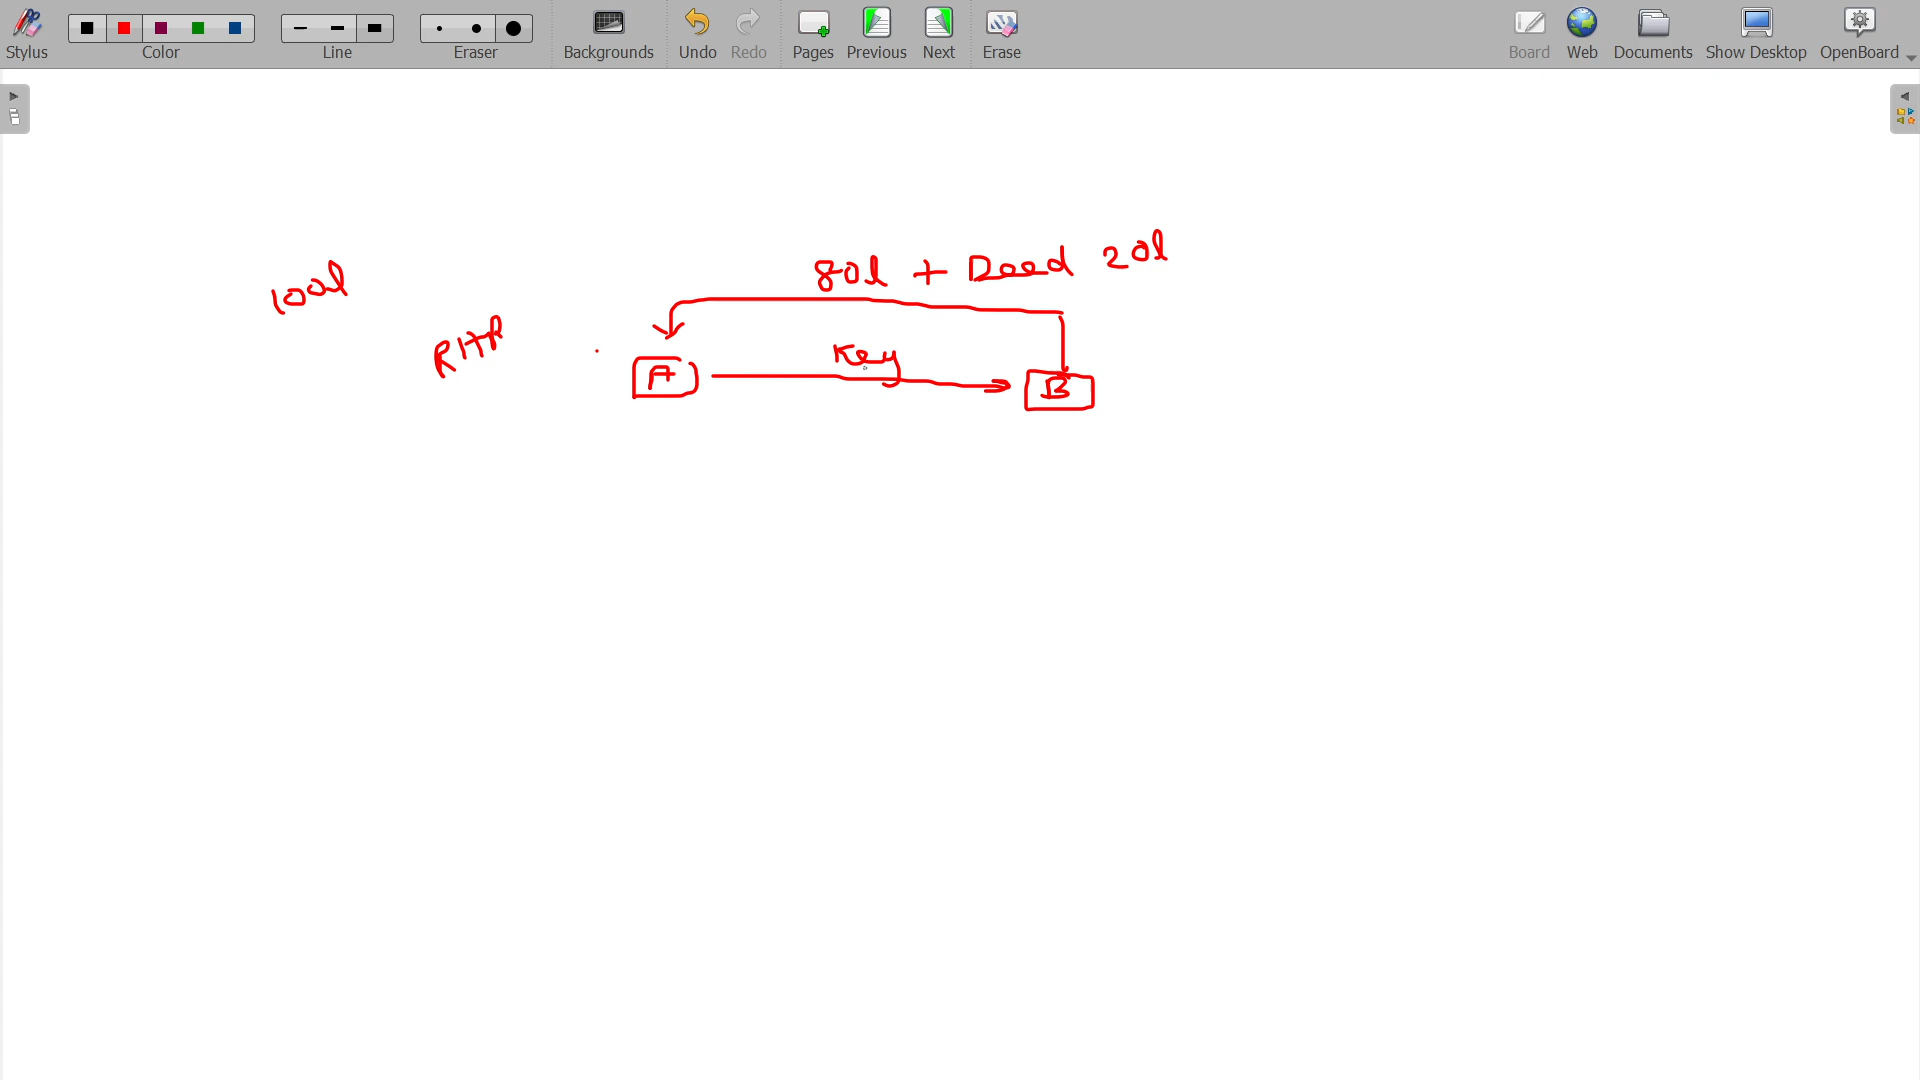 Stylus Color Line Eraser Backgrounds Undo Redo Pages Previous Next Erase Board Web Documents Show Desktop OpenBoard
80l + Deed 20l
100l
Key
A
B